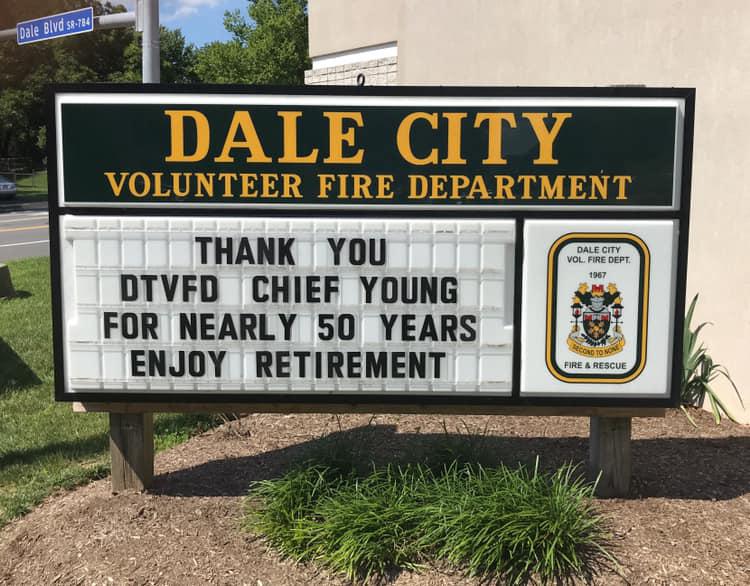 Dale Blvd SR-784
DALE CITY
VOLUNTEER FIRE DEPARTMENT
THANK YOU
DTVFD CHIEF YOUNG
FOR NEARLY 50 YEARS
ENJOY RETIREMENT
DALE CITY
VOL. FIRE DEPT.
1967
SECOND TO NONE
FIRE & RESCUE